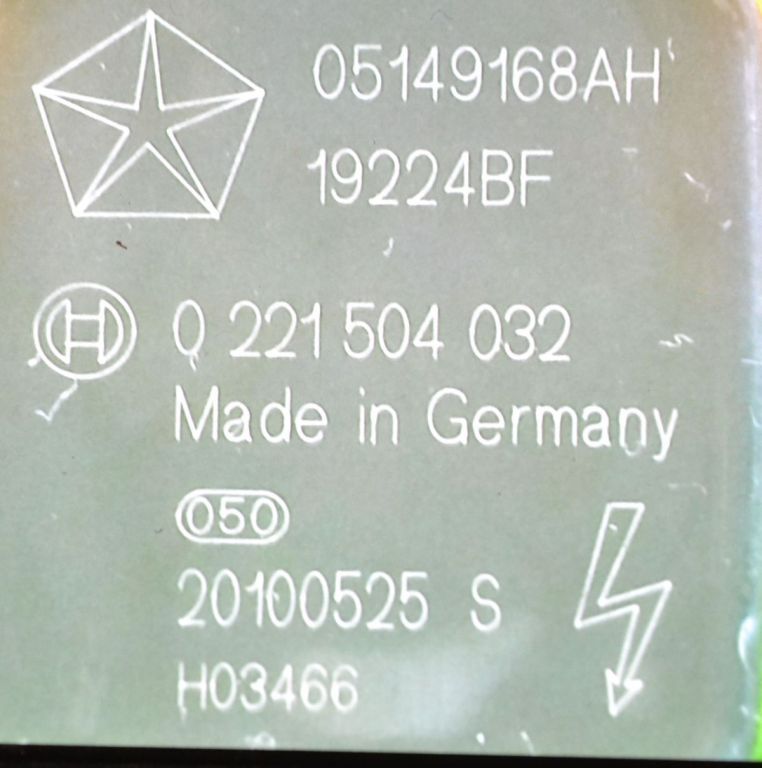 05149168AH
19224BF
0 221 504 032
Made in Germany
050
20100525 S
H03466